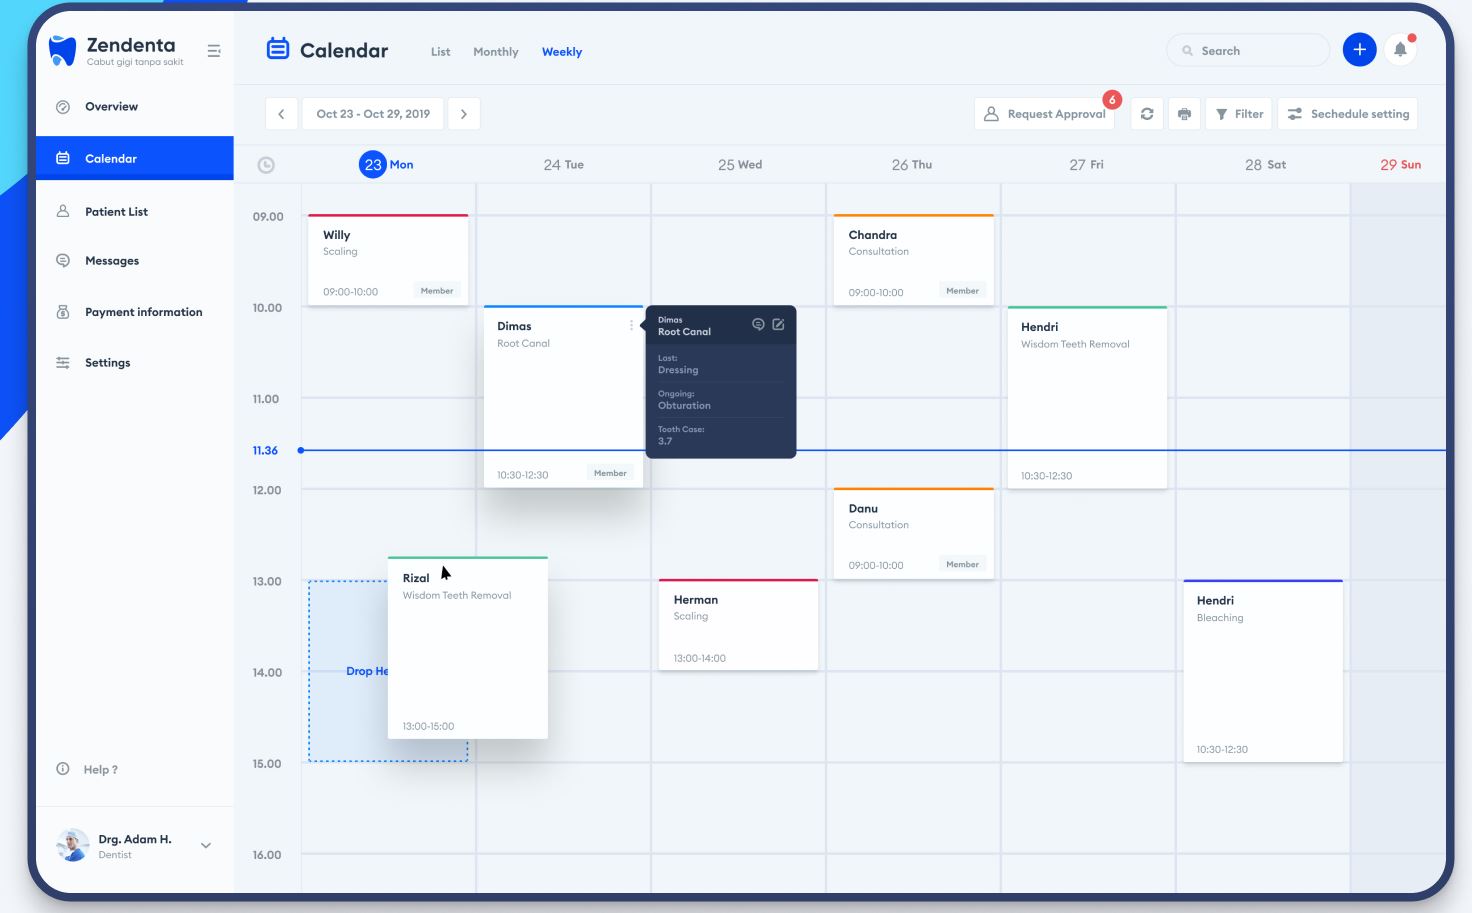 Zendenta
Cabut gigi tanpa sakit
Overview
Calendar
Patient List
Messages
Payment information
Settings
Help ?
Drg. Adam H.
Dentist
Calendar
List Monthly Weekly
Search
Oct 23 - Oct 29, 2019
Request Approval
6
Filter
Sechedule setting
23 Mon
24 Tue
25 Wed
26 Thu
27 Fri
28 Sat
29 Sun
09.00
10.00
11.00
11.36
12.00
13.00
14.00
15.00
16.00
Willy
Scaling
09:00-10:00
Member
Drop He
Rizal
Wisdom Teeth Removal
13:00-15:00
Dimas
Root Canal
10:30-12:30
Member
Dimas
Root Canal
Last:
Dressing
Ongoing:
Obturation
Tooth Case:
3.7
Herman
Scaling
13:00-14:00
Chandra
Consultation
09:00-10:00
Member
Danu
Consultation
09:00-10:00
Member
Hendri
Wisdom Teeth Removal
10:30-12:30
Hendri
Bleaching
10:30-12:30